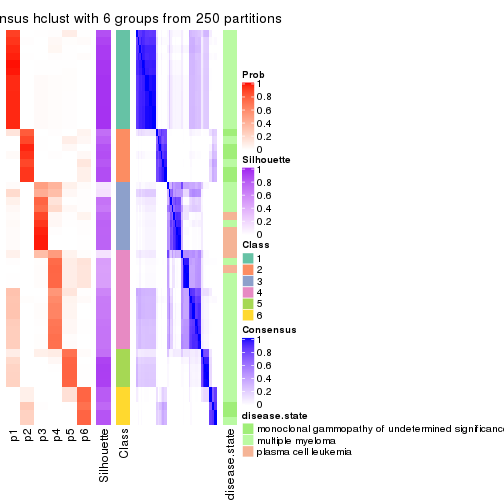 nsus hclust with 6 groups from 250 partitions
Prob
1
0.8
0.6
0.4
0.2
0
Silhouette
1
0.8
0.6
0.4
0.2
0
Class
1
2
3
4
5
6
Consensus
1
0.8
0.6
0.4
0.2
0
disease.state
monoclonal gammopathy of undetermined significance
multiple myeloma
plasma cell leukemia
p1
p2
p3
p4
p5
p6
Silhouette
Class
disease.state